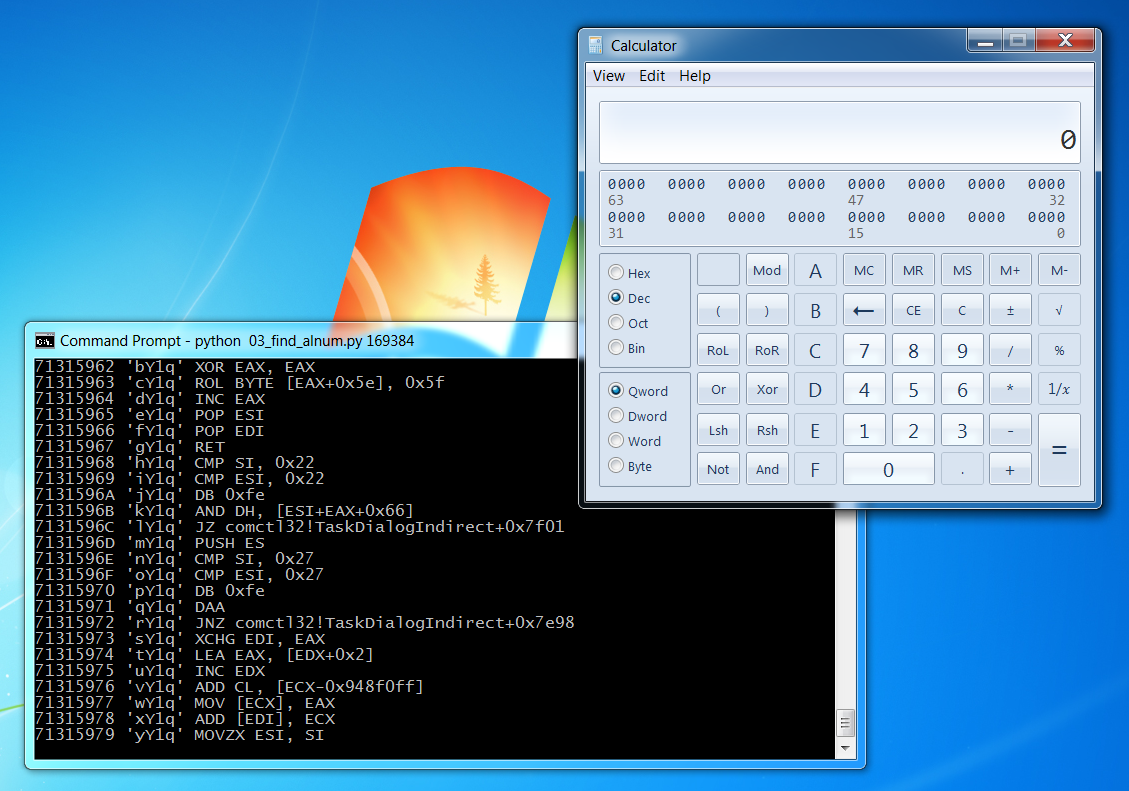 Calculator
View Edit Help
0
0000 0000 0000 0000 0000 0000 0000 0000
63 47 32
0000 0000 0000 0000 0000 0000 0000 0000
31 15 0
Hex
Dec
Oct
Bin
Qword
Dword
Word
Byte
Mod A MC MR MS M+ M-
( ) B ← CE C ± √
RoL RoR C 7 8 9 / %
Or Xor D 4 5 6 * 1/x
Lsh Rsh E 1 2 3 - =
Not And F 0 . +
Command Prompt - python  03_find_alnum.py 169384
71315962 'bY1q' XOR EAX, EAX
71315963 'cY1q' ROL BYTE [EAX+0x5e], 0x5f
71315964 'dY1q' INC EAX
71315965 'eY1q' POP ESI
71315966 'fY1q' POP EDI
71315967 'gY1q' RET
71315968 'hY1q' CMP SI, 0x22
71315969 'iY1q' CMP ESI, 0x22
7131596A 'jY1q' DB 0xfe
7131596B 'kY1q' AND DH, [ESI+EAX+0x66]
7131596C 'lY1q' JZ comctl32!TaskDialogIndirect+0x7f01
7131596D 'mY1q' PUSH ES
7131596E 'nY1q' CMP SI, 0x27
7131596F 'oY1q' CMP ESI, 0x27
71315970 'pY1q' DB 0xfe
71315971 'qY1q' DAA
71315972 'rY1q' JNZ comctl32!TaskDialogIndirect+0x7e98
71315973 'sY1q' XCHG EDI, EAX
71315974 'tY1q' LEA EAX, [EDX+0x2]
71315975 'uY1q' INC EDX
71315976 'vY1q' ADD CL, [ECX-0x948f0ff]
71315977 'wY1q' MOV [ECX], EAX
71315978 'xY1q' ADD [EDI], ECX
71315979 'yY1q' MOVZX ESI, SI